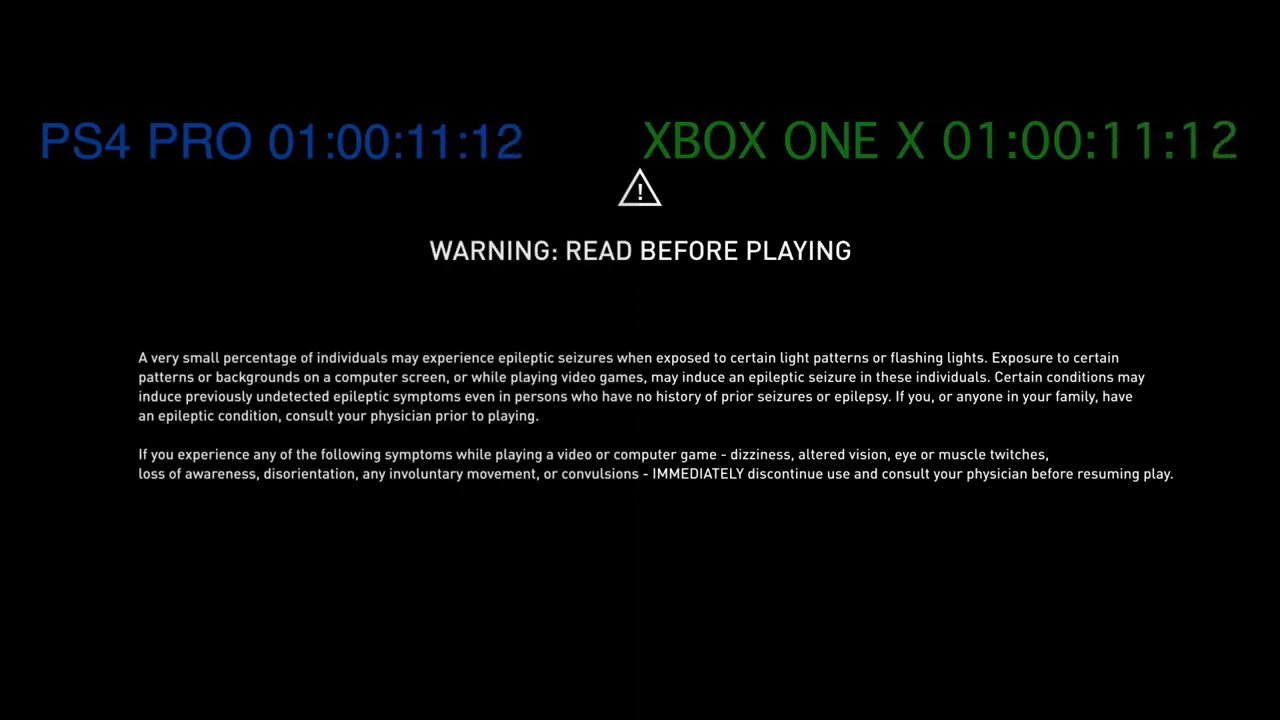 PS4 PRO 01:00:11:12 XBOX ONE X 01:00:11:12
!
WARNING: READ BEFORE PLAYING
A very small percentage of individuals may experience epileptic seizures when exposed to certain light patterns or flashing lights. Exposure to certain
patterns or backgrounds on a computer screen, or while playing video games, may induce an epileptic seizure in these individuals. Certain conditions may
induce previously undetected epileptic symptoms even in persons who have no history of prior seizures or epilepsy. If you, or anyone in your family, have
an epileptic condition, consult your physician prior to playing.
If you experience any of the following symptoms while playing a video or computer game - dizziness, altered vision, eye or muscle twitches,
loss of awareness, disorientation, any involuntary movement, or convulsions - IMMEDIATELY discontinue use and consult your physician before resuming play.